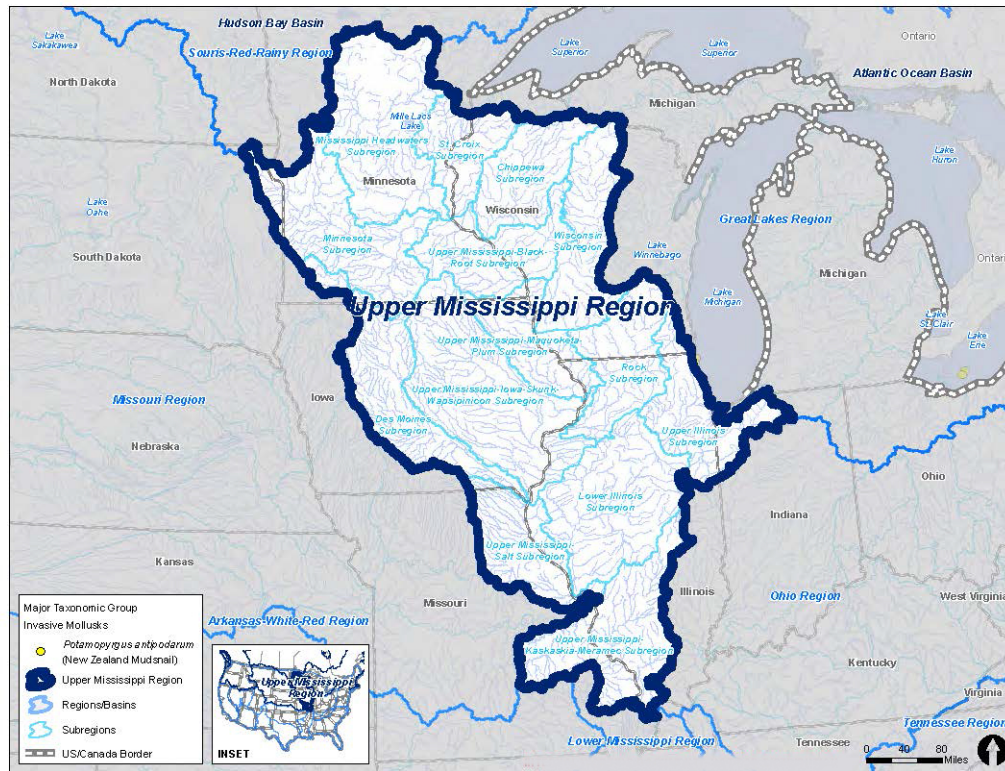 Hudson Bay Basin
Lake
Sakakawea
Souris-Red-Rainy Region
North Dakota
Lake
Superior
Lake
Superior
Ontario
Atlantic Ocean Basin
Michigan
Mille Lacs
Lake
Mississippi Headwaters
Subregion
St. Croix
Subregion
Chippewa
Subregion
Minnesota
Wisconsin
Lake
Huron
Lake
Oahe
South Dakota
Minnesota
Subregion
Upper Mississippi-Black-
Root Subregion
Wisconsin
Subregion
Lake
Winnebago
Great Lakes Region
Ontario
Michigan
Lake
Michigan
Upper Mississippi Region
Lake
St. Clair
Lake
Erie
Upper Mississippi-Maquoketa-
Plum Subregion
Rock
Subregion
Missouri Region
Iowa
Upper Mississippi-Iowa-Skunk-
Wapsipinicon Subregion
Des Moines
Subregion
Upper Illinois
Subregion
Nebraska
Ohio
Lower Illinois
Subregion
Indiana
Kansas
Upper Mississippi-
Salt Subregion
Missouri
Illinois
Ohio Region
West Virginia
Arkansas-White-Red Region
Upper Mississippi-
Kaskaskia-Meramec Subregion
Kentucky
Virginia
Tennessee Region
Lower Mississippi Region
Tennessee
Major Taxonomic Group
Invasive Mollusks
Potamopyrgus antipodarum
(New Zealand Mudsnail)
Upper Mississippi Region
Regions/Basins
Subregions
US/Canada Border
Upper Mississippi
Region
INSET
0 40 80
Miles